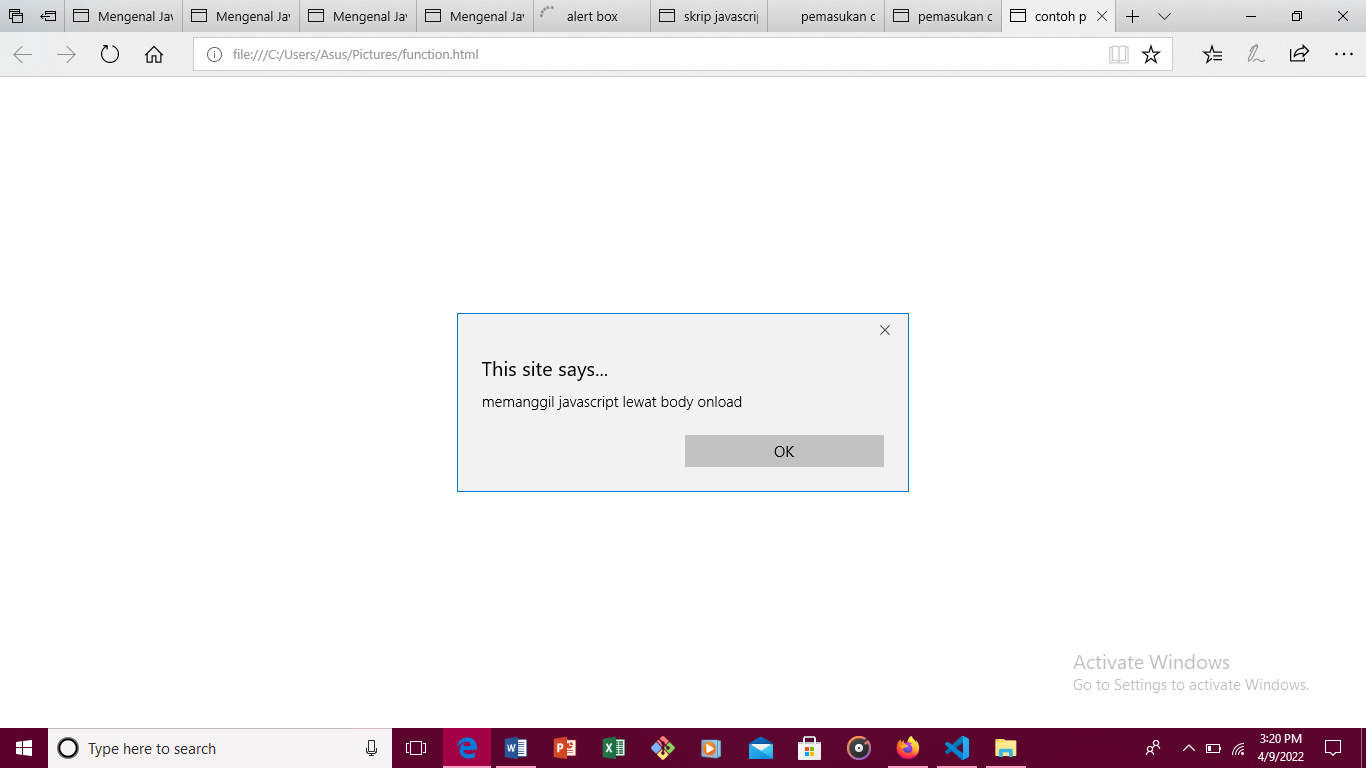 Mengenal Jav
Mengenal Jav
Mengenal Jav
Mengenal Jav
alert box
skrip javascrip
pemasukan d
pemasukan d
contoh p
file:///C:/Users/Asus/Pictures/function.html
This site says...
memanggil javascript lewat body onload
OK
Activate Windows
Go to Settings to activate Windows.
Type here to search
3:20 PM
4/9/2022